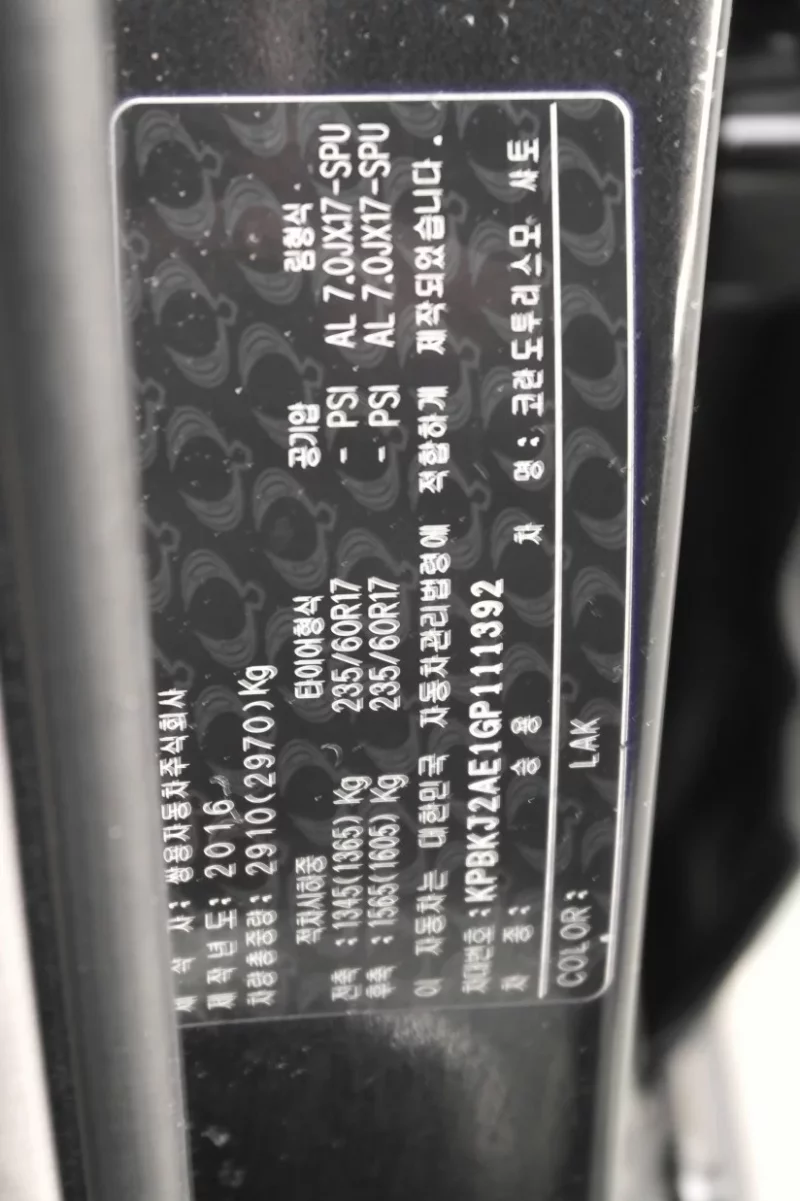 제 작 사: 쌍용자동차주식회사
제 작 년 도: 2016
차량총중량: 2910(2970)Kg
적차시하중 타이어형식 공기압 림형식
전축 :1345(1365) Kg 235/60R17 - PSI AL 7.0JX17-SPU
후축 :1565(1605) Kg 235/60R17 - PSI AL 7.0JX17-SPU
이 자동차는 대한민국 자동차관리법령에 적합하게 제작되었습니다.
차대번호:KPBKJ2AE1GP111392
차 종: 승 용 차 명: 코란도투리스모 샤토
COLOR: LAK